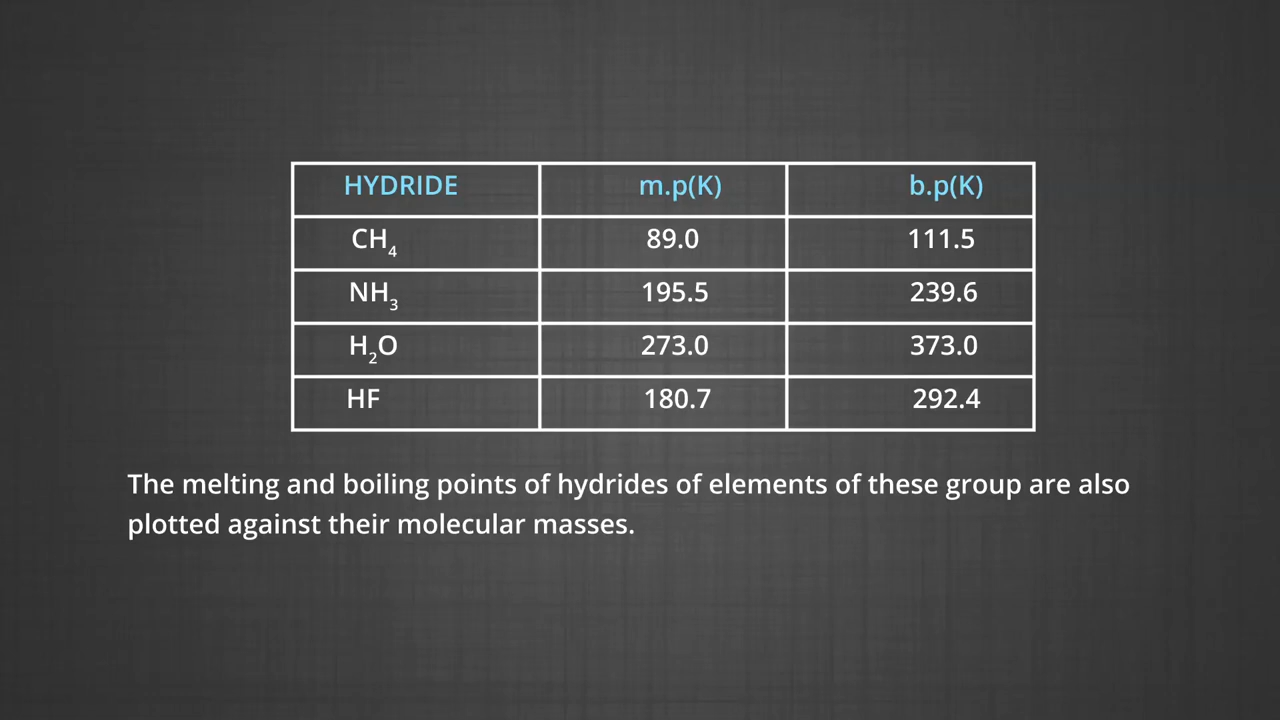 HYDRIDE m.p(K) b.p(K)
CH₄ 89.0 111.5
NH₃ 195.5 239.6
H₂O 273.0 373.0
HF 180.7 292.4
The melting and boiling points of hydrides of elements of these group are also
plotted against their molecular masses.